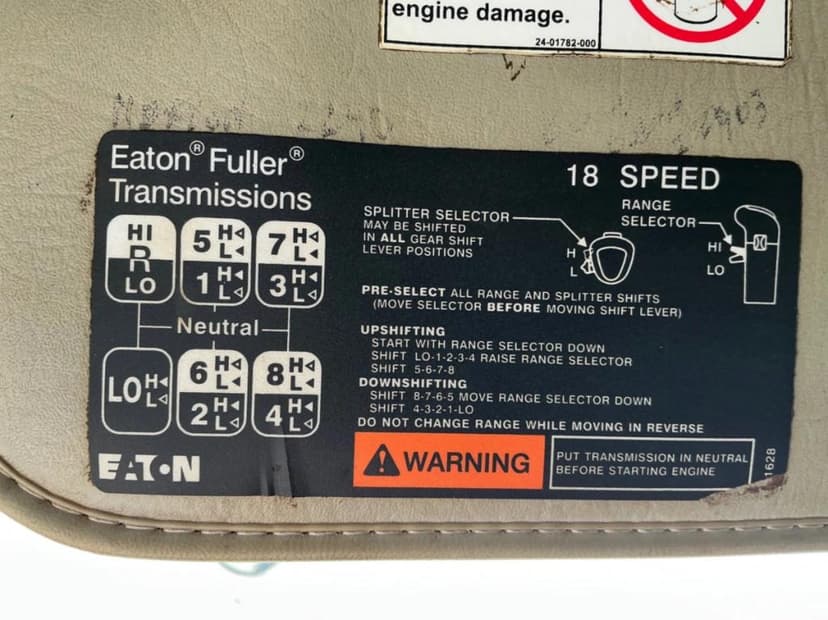 engine damage.
24-01782-000
Eaton® Fuller®
Transmissions
18 SPEED
HI
R
LO
5 H L
1 H L
7 H L
3 H L
Neutral
LO H L
6 H L
2 H L
8 H L
4 H L
EATON
SPLITTER SELECTOR
MAY BE SHIFTED
IN ALL GEAR SHIFT
LEVER POSITIONS
H
L
RANGE
SELECTOR
HI
LO
PRE-SELECT ALL RANGE AND SPLITTER SHIFTS
(MOVE SELECTOR BEFORE MOVING SHIFT LEVER)
UPSHIFTING
START WITH RANGE SELECTOR DOWN
SHIFT LO-1-2-3-4 RAISE RANGE SELECTOR
SHIFT 5-6-7-8
DOWNSHIFTING
SHIFT 8-7-6-5 MOVE RANGE SELECTOR DOWN
SHIFT 4-3-2-1-LO
DO NOT CHANGE RANGE WHILE MOVING IN REVERSE
WARNING
PUT TRANSMISSION IN NEUTRAL
BEFORE STARTING ENGINE
1628